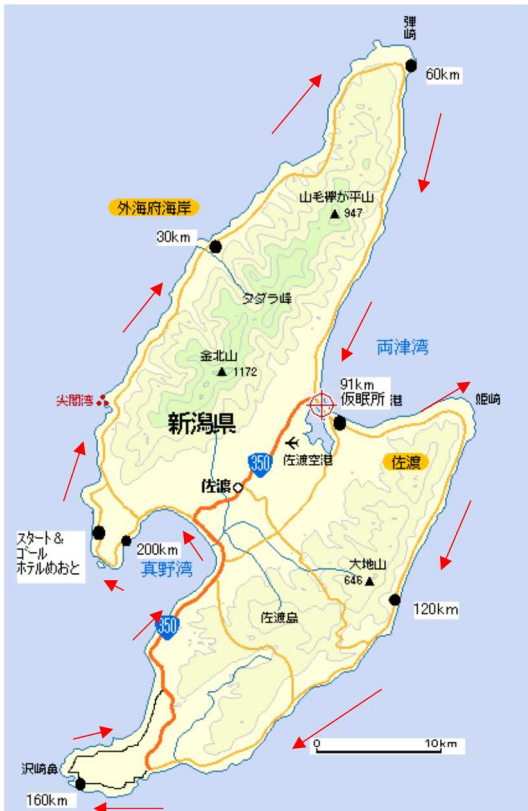 弾崎
60km
山毛欅が平山
947
外海府海岸
30km
タダラ峰
両津湾
金北山
1172
91km
仮眠所 港
姫崎
尖閣湾
新潟県
佐渡空港
350
佐渡
佐渡
スタート&
ゴール
ホテルめおと
200km
真野湾
大地山
646
120km
佐渡島
350
0 10km
沢崎鼻
160km